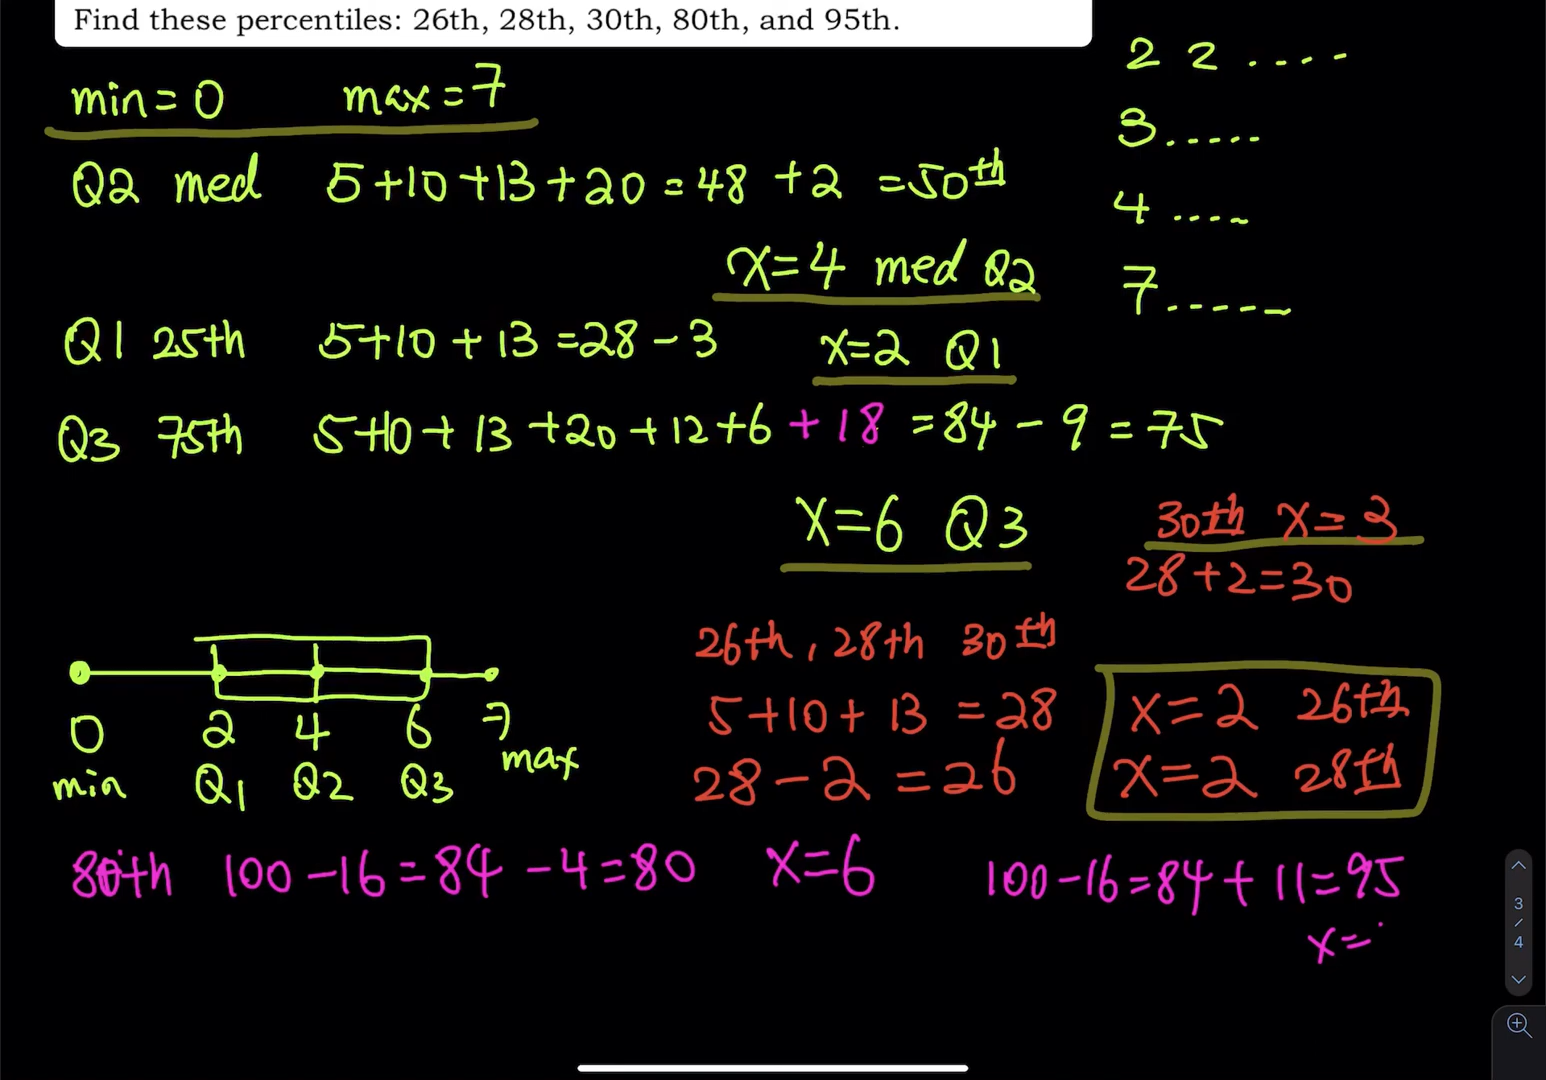 Find these percentiles: 26th, 28th, 30th, 80th, and 95th.
min = 0 max = 7
Q2 med 5+10+13+20 = 48 +2 = 50th
x=4 med Q2
Q1 25th 5+10+13 = 28 - 3
x=2 Q1
Q3 75th 5+10+13+20+12+6+18 = 84 - 9 = 75
x=6 Q3
2 2 ....
3.....
4 ....
7.....
30th x=3
28+2=30
26th, 28th 30th
5+10+13 = 28
28-2 = 26
x=2 26th
x=2 28th
0 2 4 6 7
min Q1 Q2 Q3 max
80th 100-16=84-4=80 x=6
100-16=84+11=95
x=
3
/
4